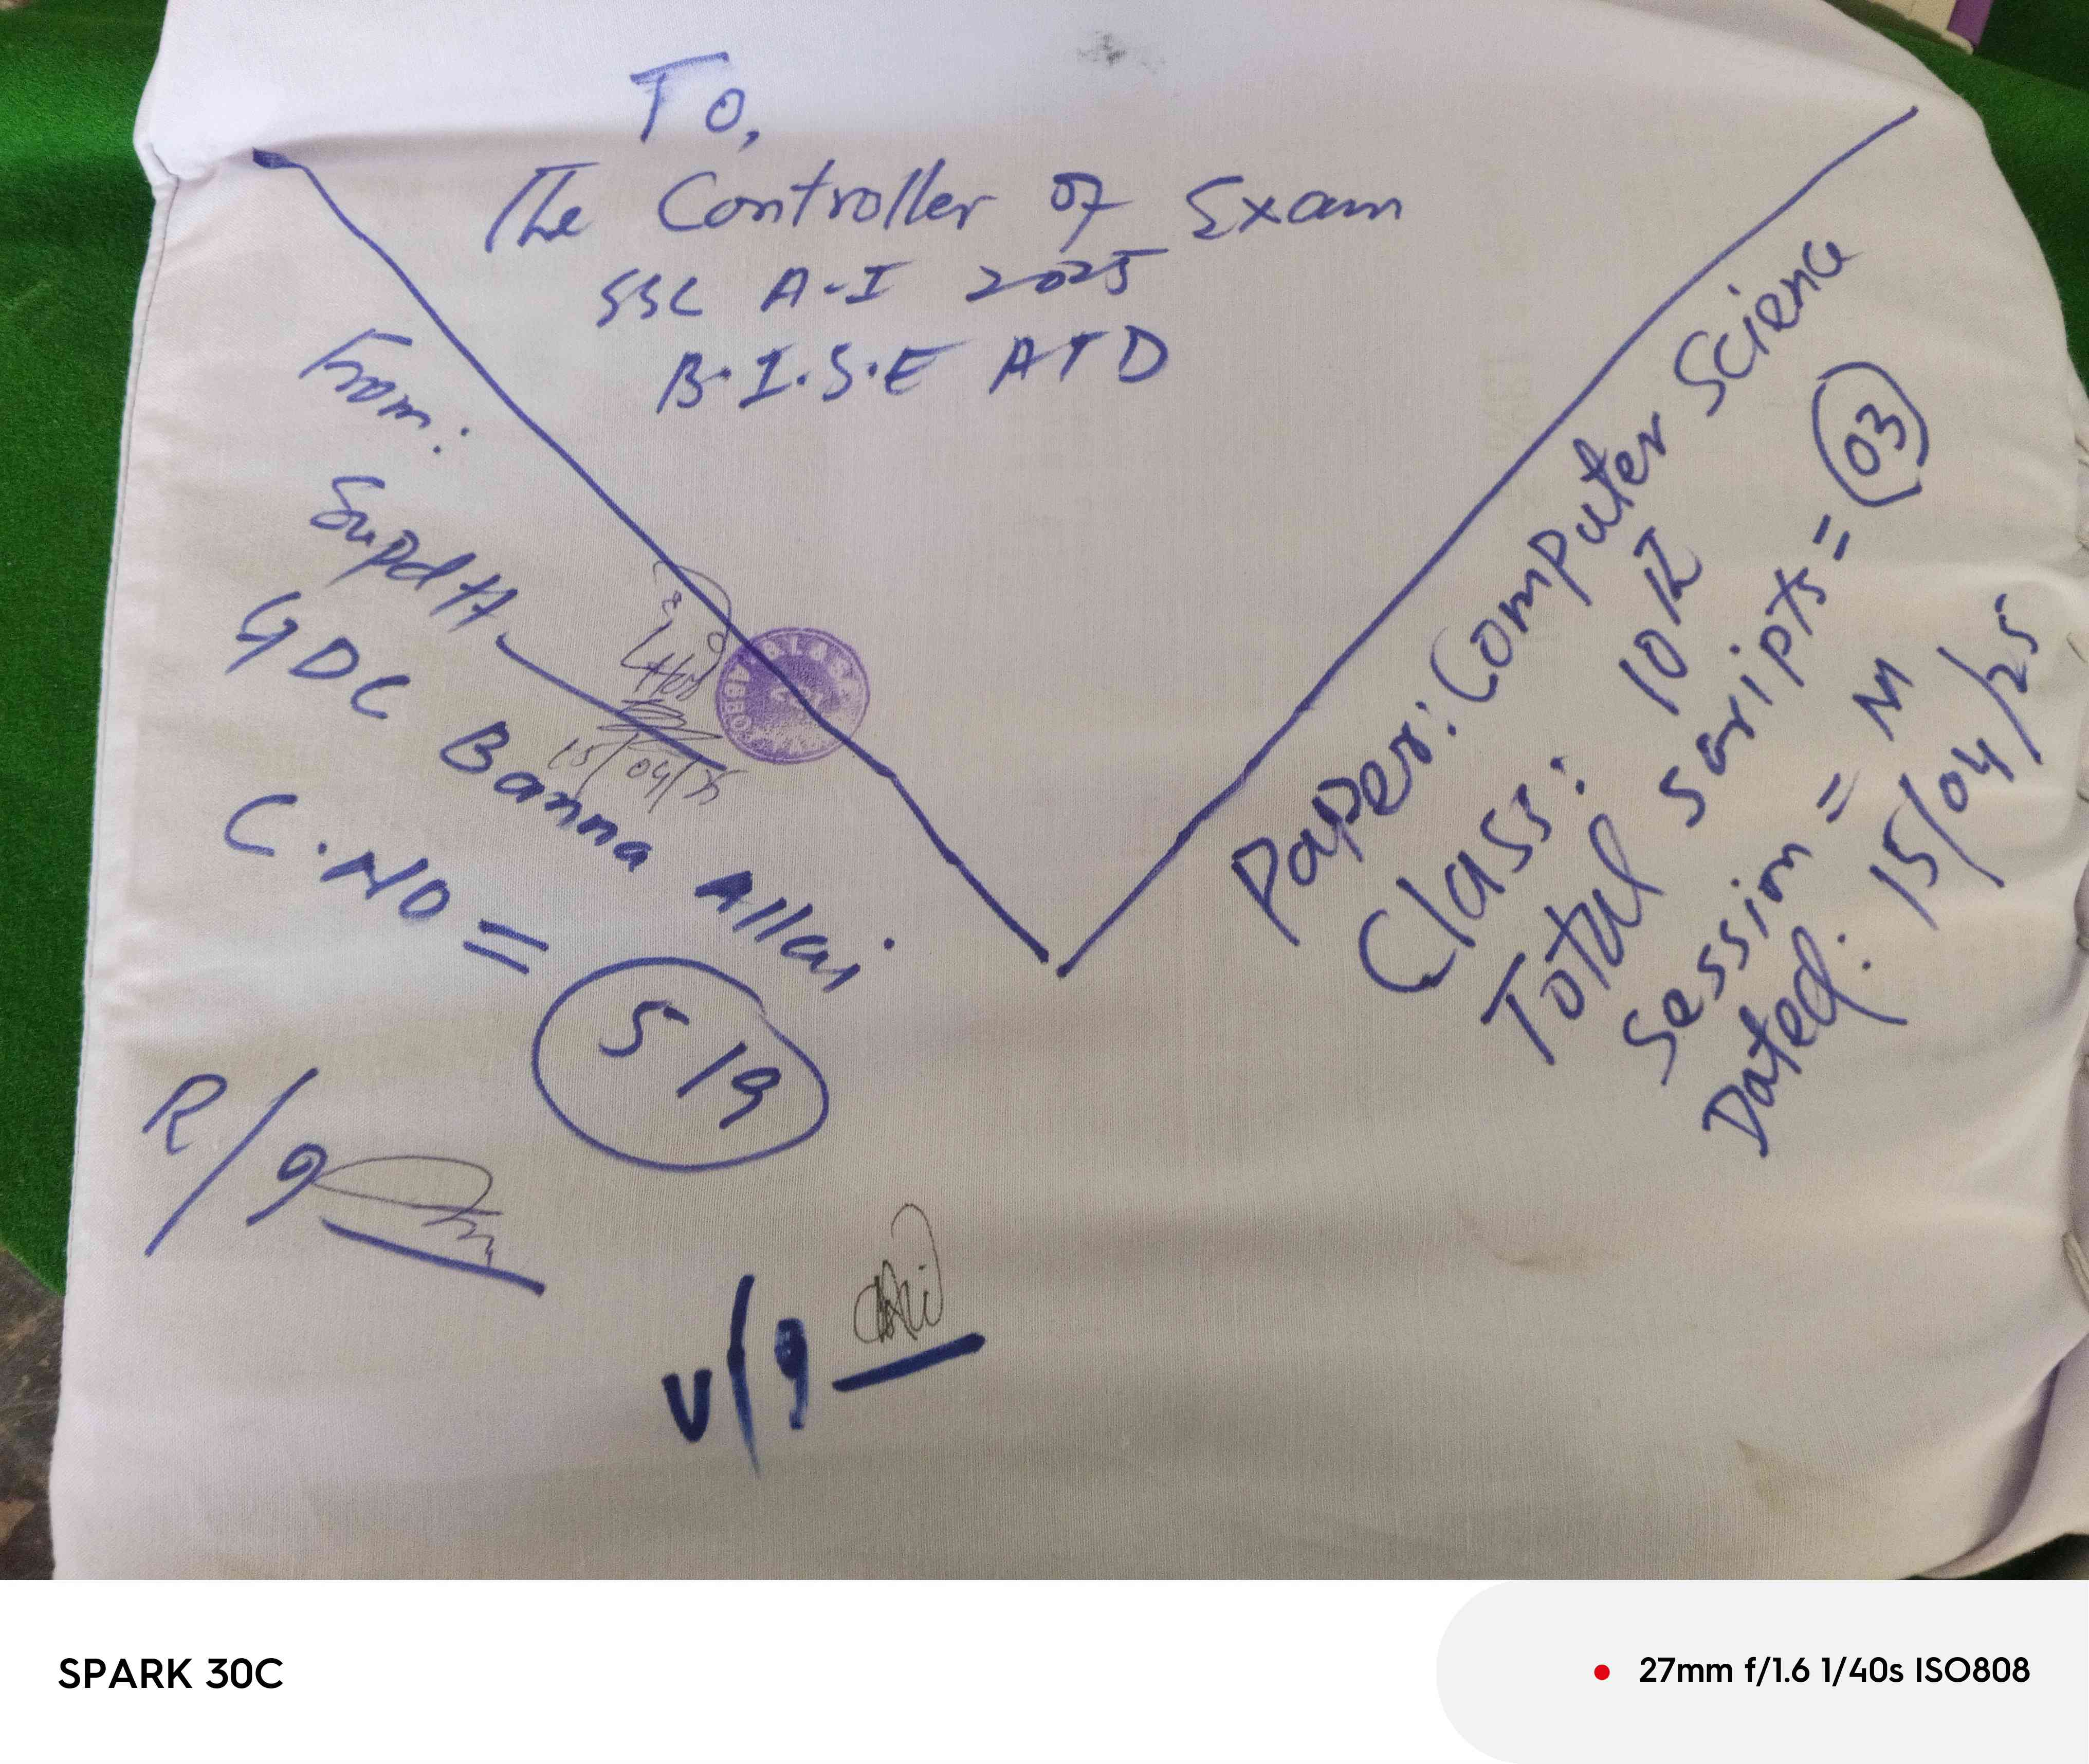 To,
The Controller of Exam
SSC A-I 2025
B.I.S.E ATD
From:
Supdtt
GDC Banna Allai
C.NO = 519
R/9
V/9
15/04/25
Paper: Computer Science
Class: 10th
Total scripts = 03
Session = M
Dated: 15/04/25
SPARK 30C
27mm f/1.6 1/40s ISO808